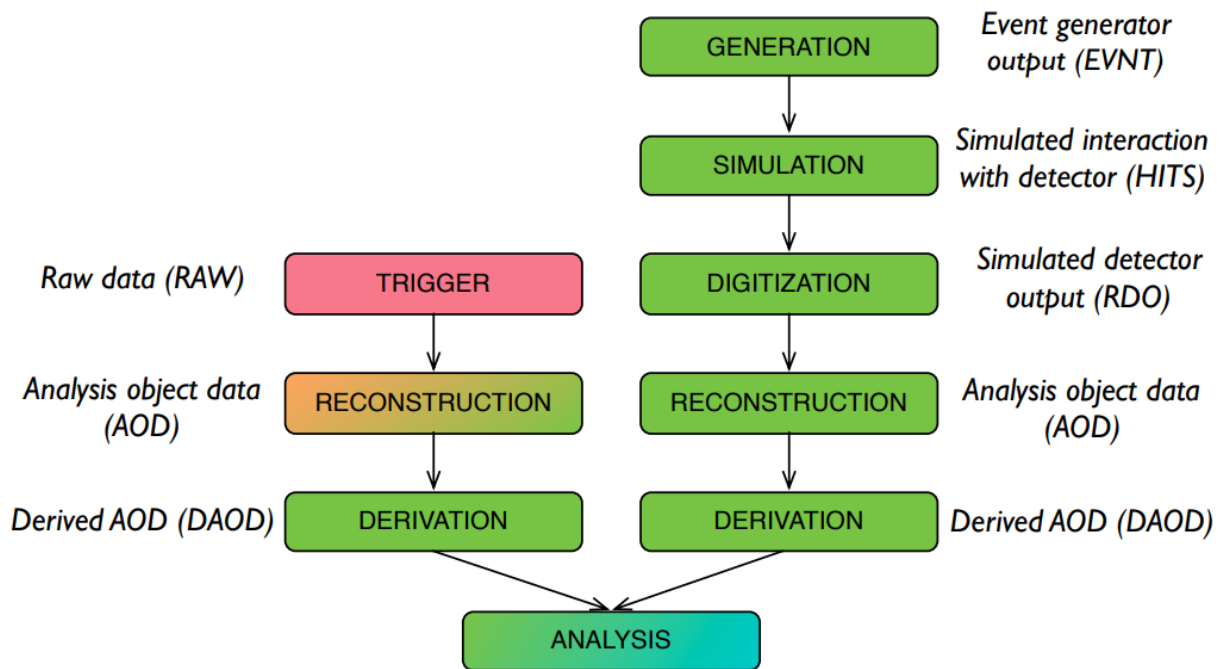 GENERATION
Event generator
output (EVNT)
SIMULATION
Simulated interaction
with detector (HITS)
Raw data (RAW)
TRIGGER
DIGITIZATION
Simulated detector
output (RDO)
Analysis object data
(AOD)
RECONSTRUCTION
RECONSTRUCTION
Analysis object data
(AOD)
Derived AOD (DAOD)
DERIVATION
DERIVATION
Derived AOD (DAOD)
ANALYSIS